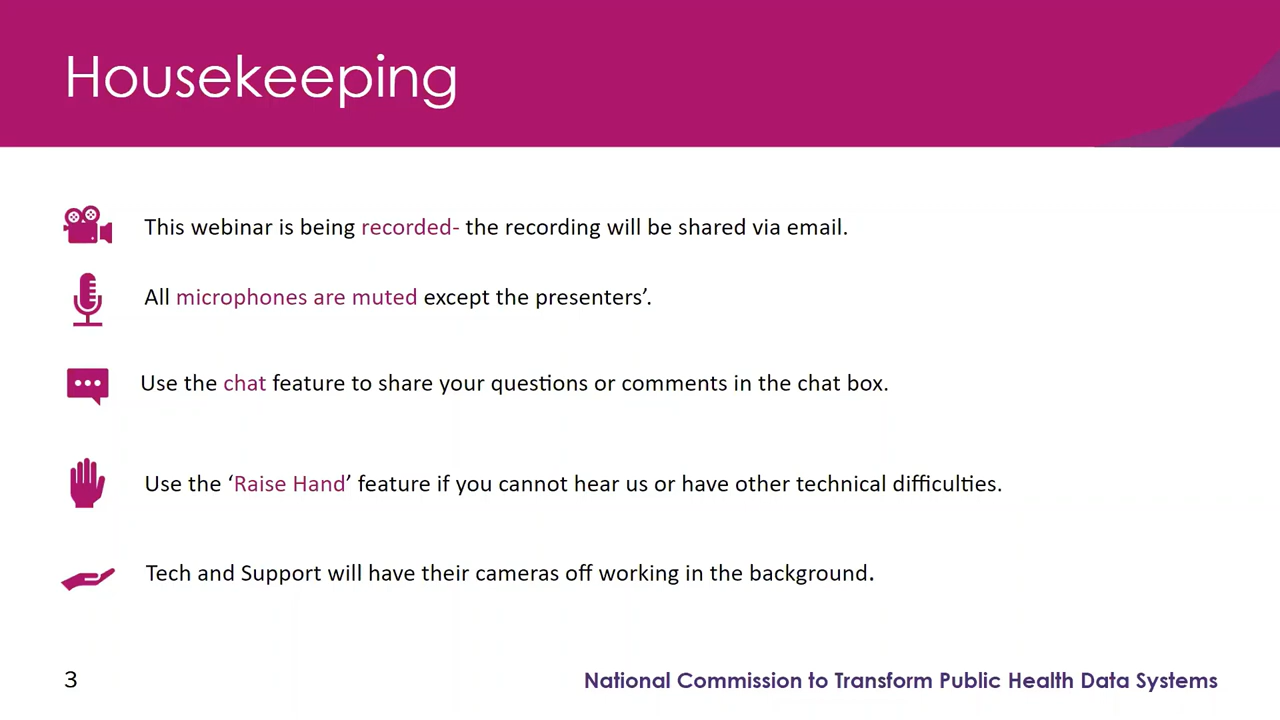 Housekeeping
This webinar is being recorded- the recording will be shared via email.
All microphones are muted except the presenters’.
Use the chat feature to share your questions or comments in the chat box.
Use the ‘Raise Hand’ feature if you cannot hear us or have other technical difficulties.
Tech and Support will have their cameras off working in the background.
3
National Commission to Transform Public Health Data Systems